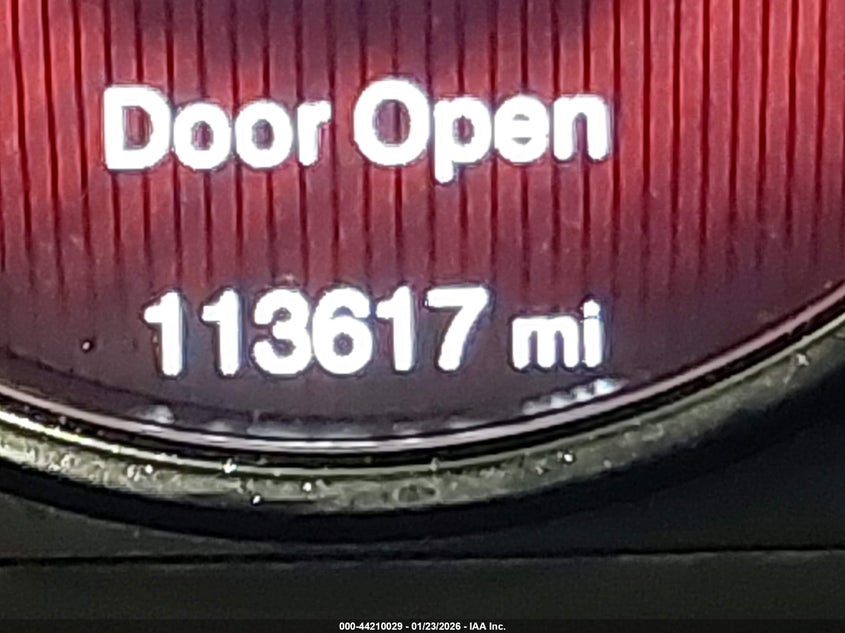 Door Open
113617 mi
000-44210029 - 01/23/2026 - IAA Inc.